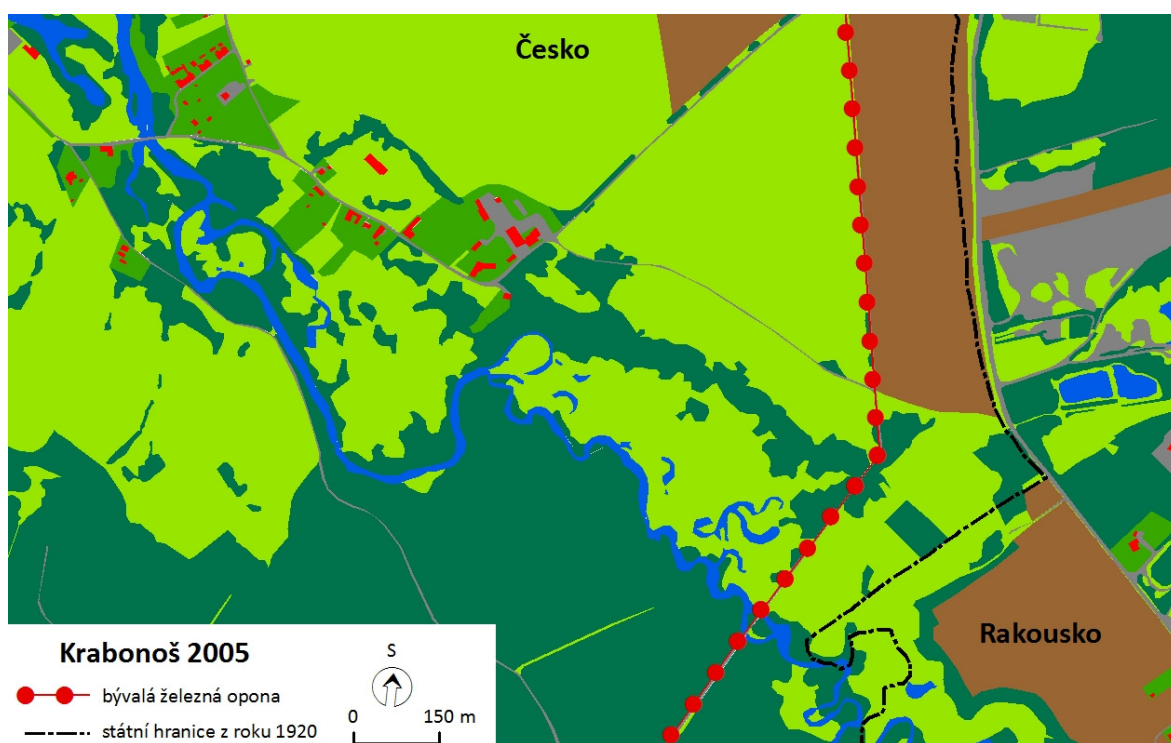 Česko
Rakousko
Krabonoš 2005
bývalá železná opona
státní hranice z roku 1920
S
0 150 m